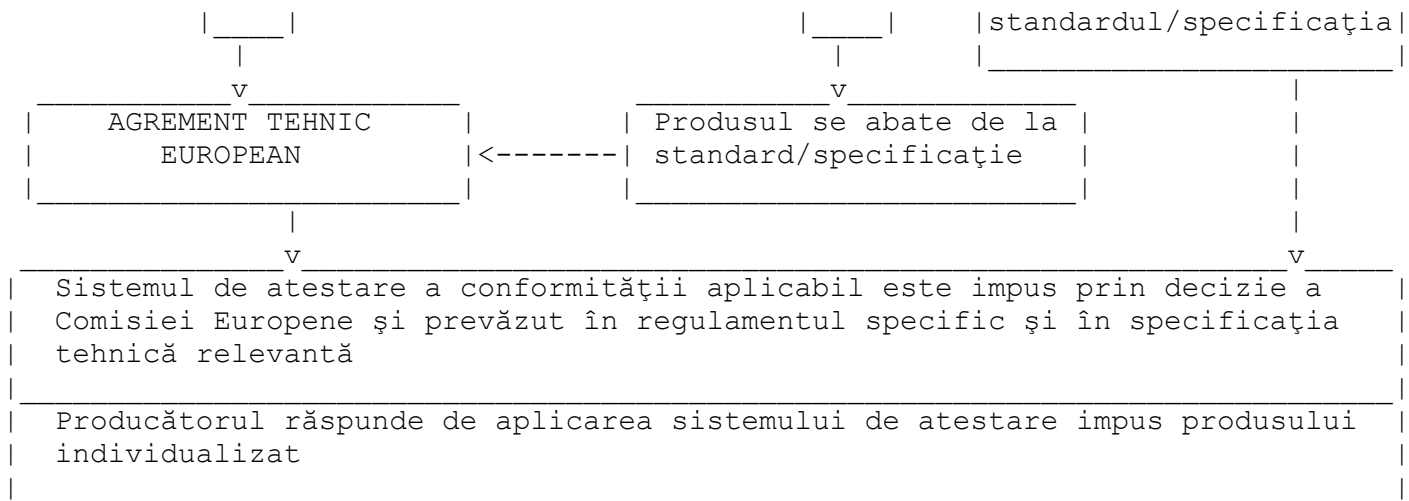 standardul/specificaţia
AGREMENT TEHNIC
EUROPEAN
Produsul se abate de la
standard/specificaţie
Sistemul de atestare a conformităţii aplicabil este impus prin decizie a
Comisiei Europene şi prevăzut în regulamentul specific şi în specificaţia
tehnică relevantă
Producătorul răspunde de aplicarea sistemului de atestare impus produsului
individualizat